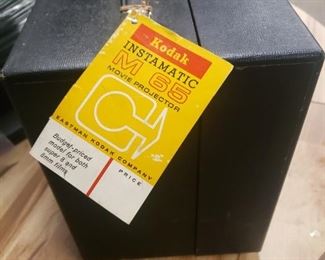 Kodak
INSTAMATIC
M 65
MOVIE PROJECTOR
EASTMAN KODAK COMPANY
Budget-priced
model for both
super 8 and
8mm films
PRICE